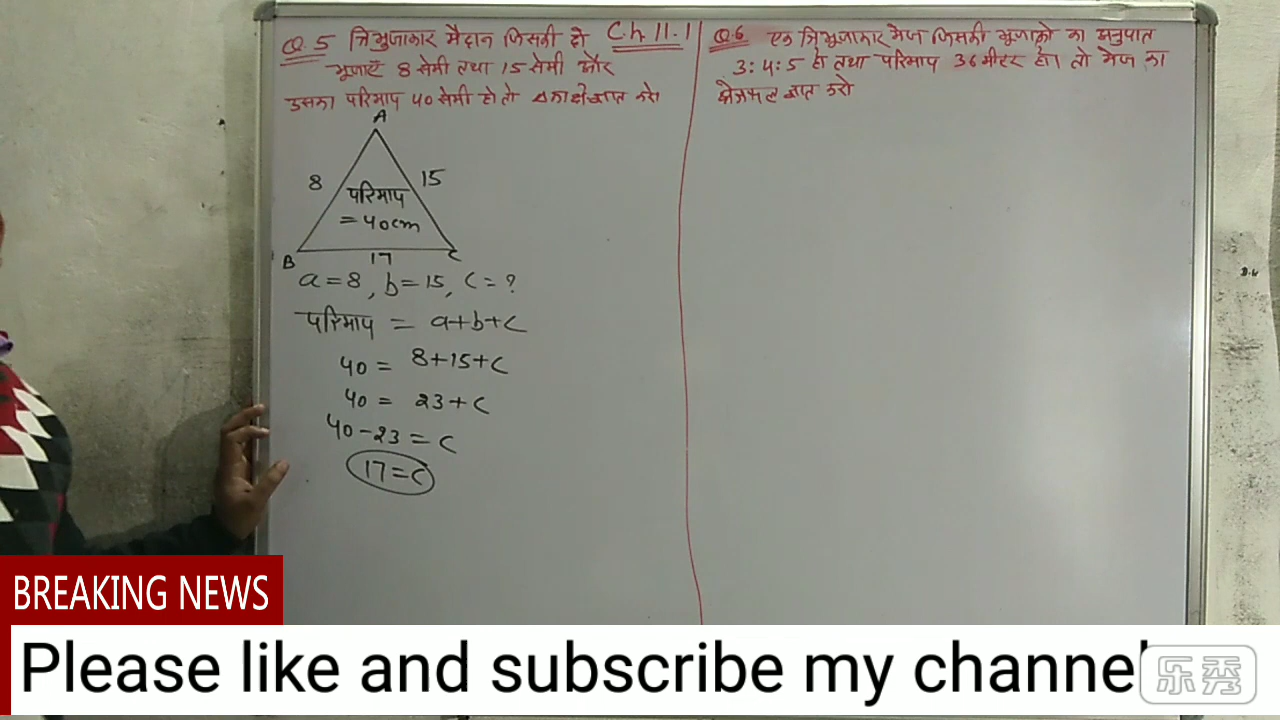 Ch 11.1
Q.5 त्रिभुजाकार मैदान जिसकी दो
भुजाएँ 8 सेमी तथा 15 सेमी और
उसका परिमाप 40 सेमी हो तो Δ का क्षे० ज्ञात करो
A
8
15
परिमाप
= 40cm
B
17
C
a=8, b=15, c=?
परिमाप = a+b+c
40 = 8+15+c
40 = 23+c
40-23 = c
17=c
Q.6 एक त्रिभुजाकार मेज जिसकी भुजाओं का अनुपात
3:4:5 हो तथा परिमाप 36 मीटर हो। तो मेज का
क्षेत्रफल ज्ञात करो
BREAKING NEWS
Please like and subscribe my channel
乐秀